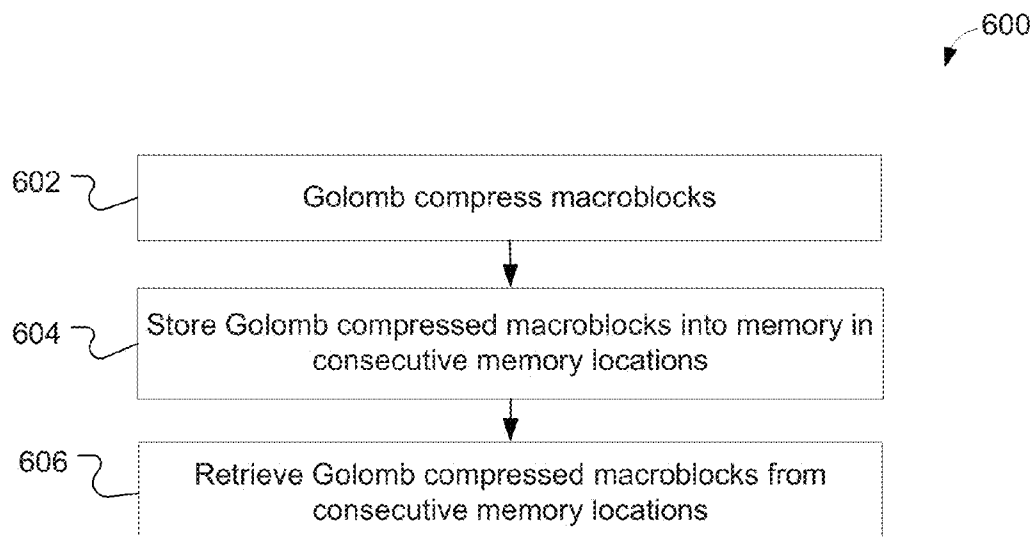 600
602
Golomb compress macroblocks
604
Store Golomb compressed macroblocks into memory in
consecutive memory locations
606
Retrieve Golomb compressed macroblocks from
consecutive memory locations